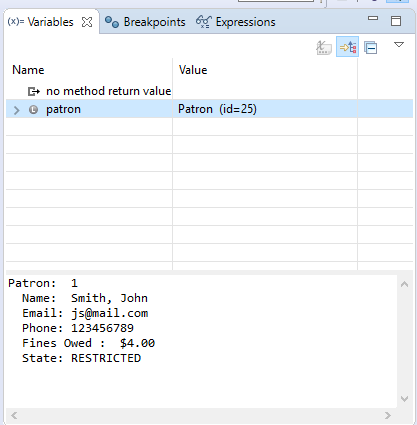 (x)= Variables Breakpoints Expressions
Name Value
no method return value
patron Patron (id=25)
Patron:  1
  Name:  Smith, John
  Email: js@mail.com
  Phone: 123456789
  Fines Owed :  $4.00
  State: RESTRICTED